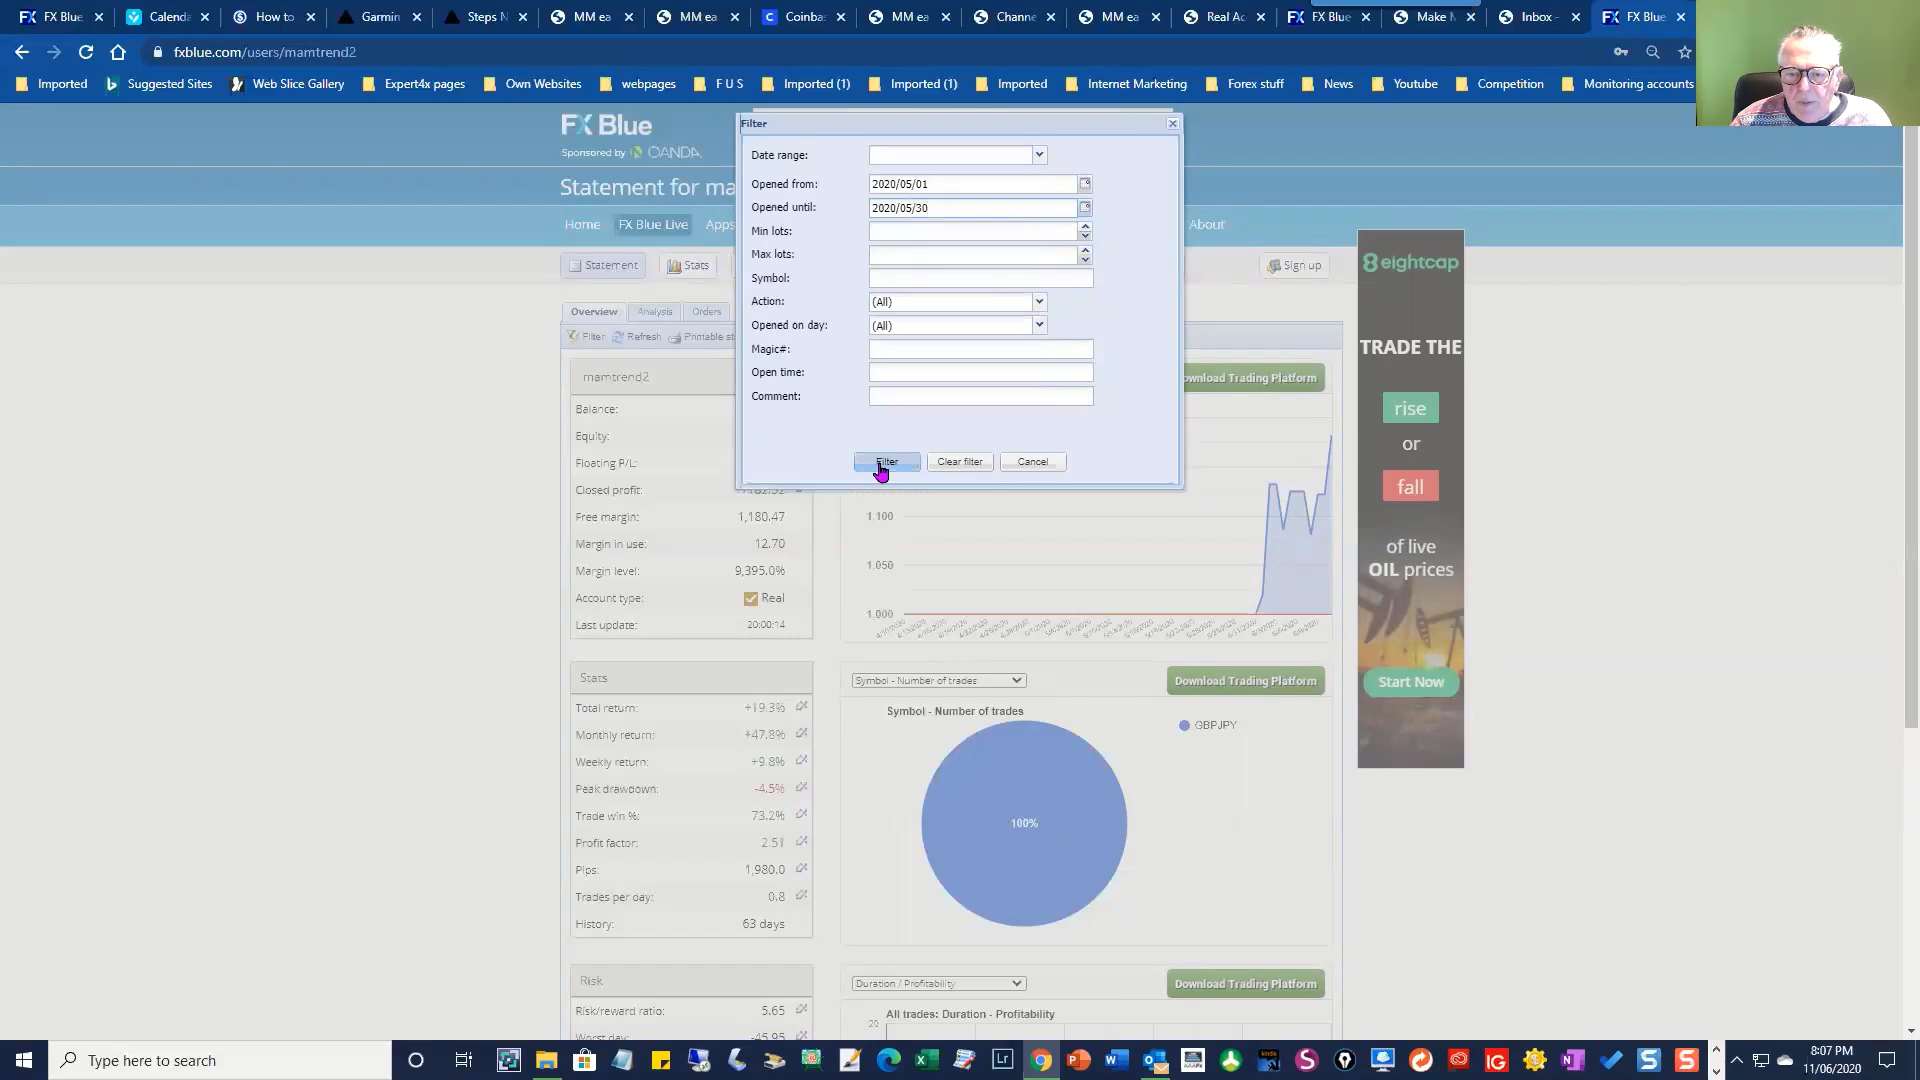 FX Blue
Calenda
How to
Garmin
Steps N
MM ea
MM ea
Coinba
MM ea
Channe
MM ea
Real Ac
FX Blue
Make M
Inbox -
FX Blue
fxblue.com/users/mamtrend2
Imported
Suggested Sites
Web Slice Gallery
Expert4x pages
Own Websites
webpages
F U S
Imported (1)
Imported (1)
Imported
Internet Marketing
Forex stuff
News
Youtube
Competition
Monitoring accounts
FX Blue
Sponsored by OANDA
Statement for ma
Home
FX Blue Live
Apps
About
Statement
Stats
Sign up
Overview
Analysis
Orders
Filter
Refresh
Printable st
Filter
Date range:
Opened from: 2020/05/01
Opened until: 2020/05/30
Min lots:
Max lots:
Symbol:
Action: (All)
Opened on day: (All)
Magic#:
Open time:
Comment:
Filter
Clear filter
Cancel
mamtrend2
Balance:
Equity:
Floating P/L:
Closed profit:
Free margin: 1,180.47
Margin in use: 12.70
Margin level: 9,395.0%
Account type: Real
Last update: 20:00:14
ownload Trading Platform
1.100
1.050
1.000
Stats
Total return: +19.3%
Monthly return: +47.8%
Weekly return: +9.8%
Peak drawdown: -4.5%
Trade win %: 73.2%
Profit factor: 2.51
Pips: 1,980.0
Trades per day: 0.8
History: 63 days
Symbol - Number of trades
Download Trading Platform
Symbol - Number of trades
GBPJPY
100%
Risk
Risk/reward ratio: 5.65
Worst day: -45.95
Duration / Profitability
Download Trading Platform
All trades: Duration - Profitability
20
eightcap
TRADE THE
rise
or
fall
of live
OIL prices
Start Now
Type here to search
8:07 PM
11/06/2020